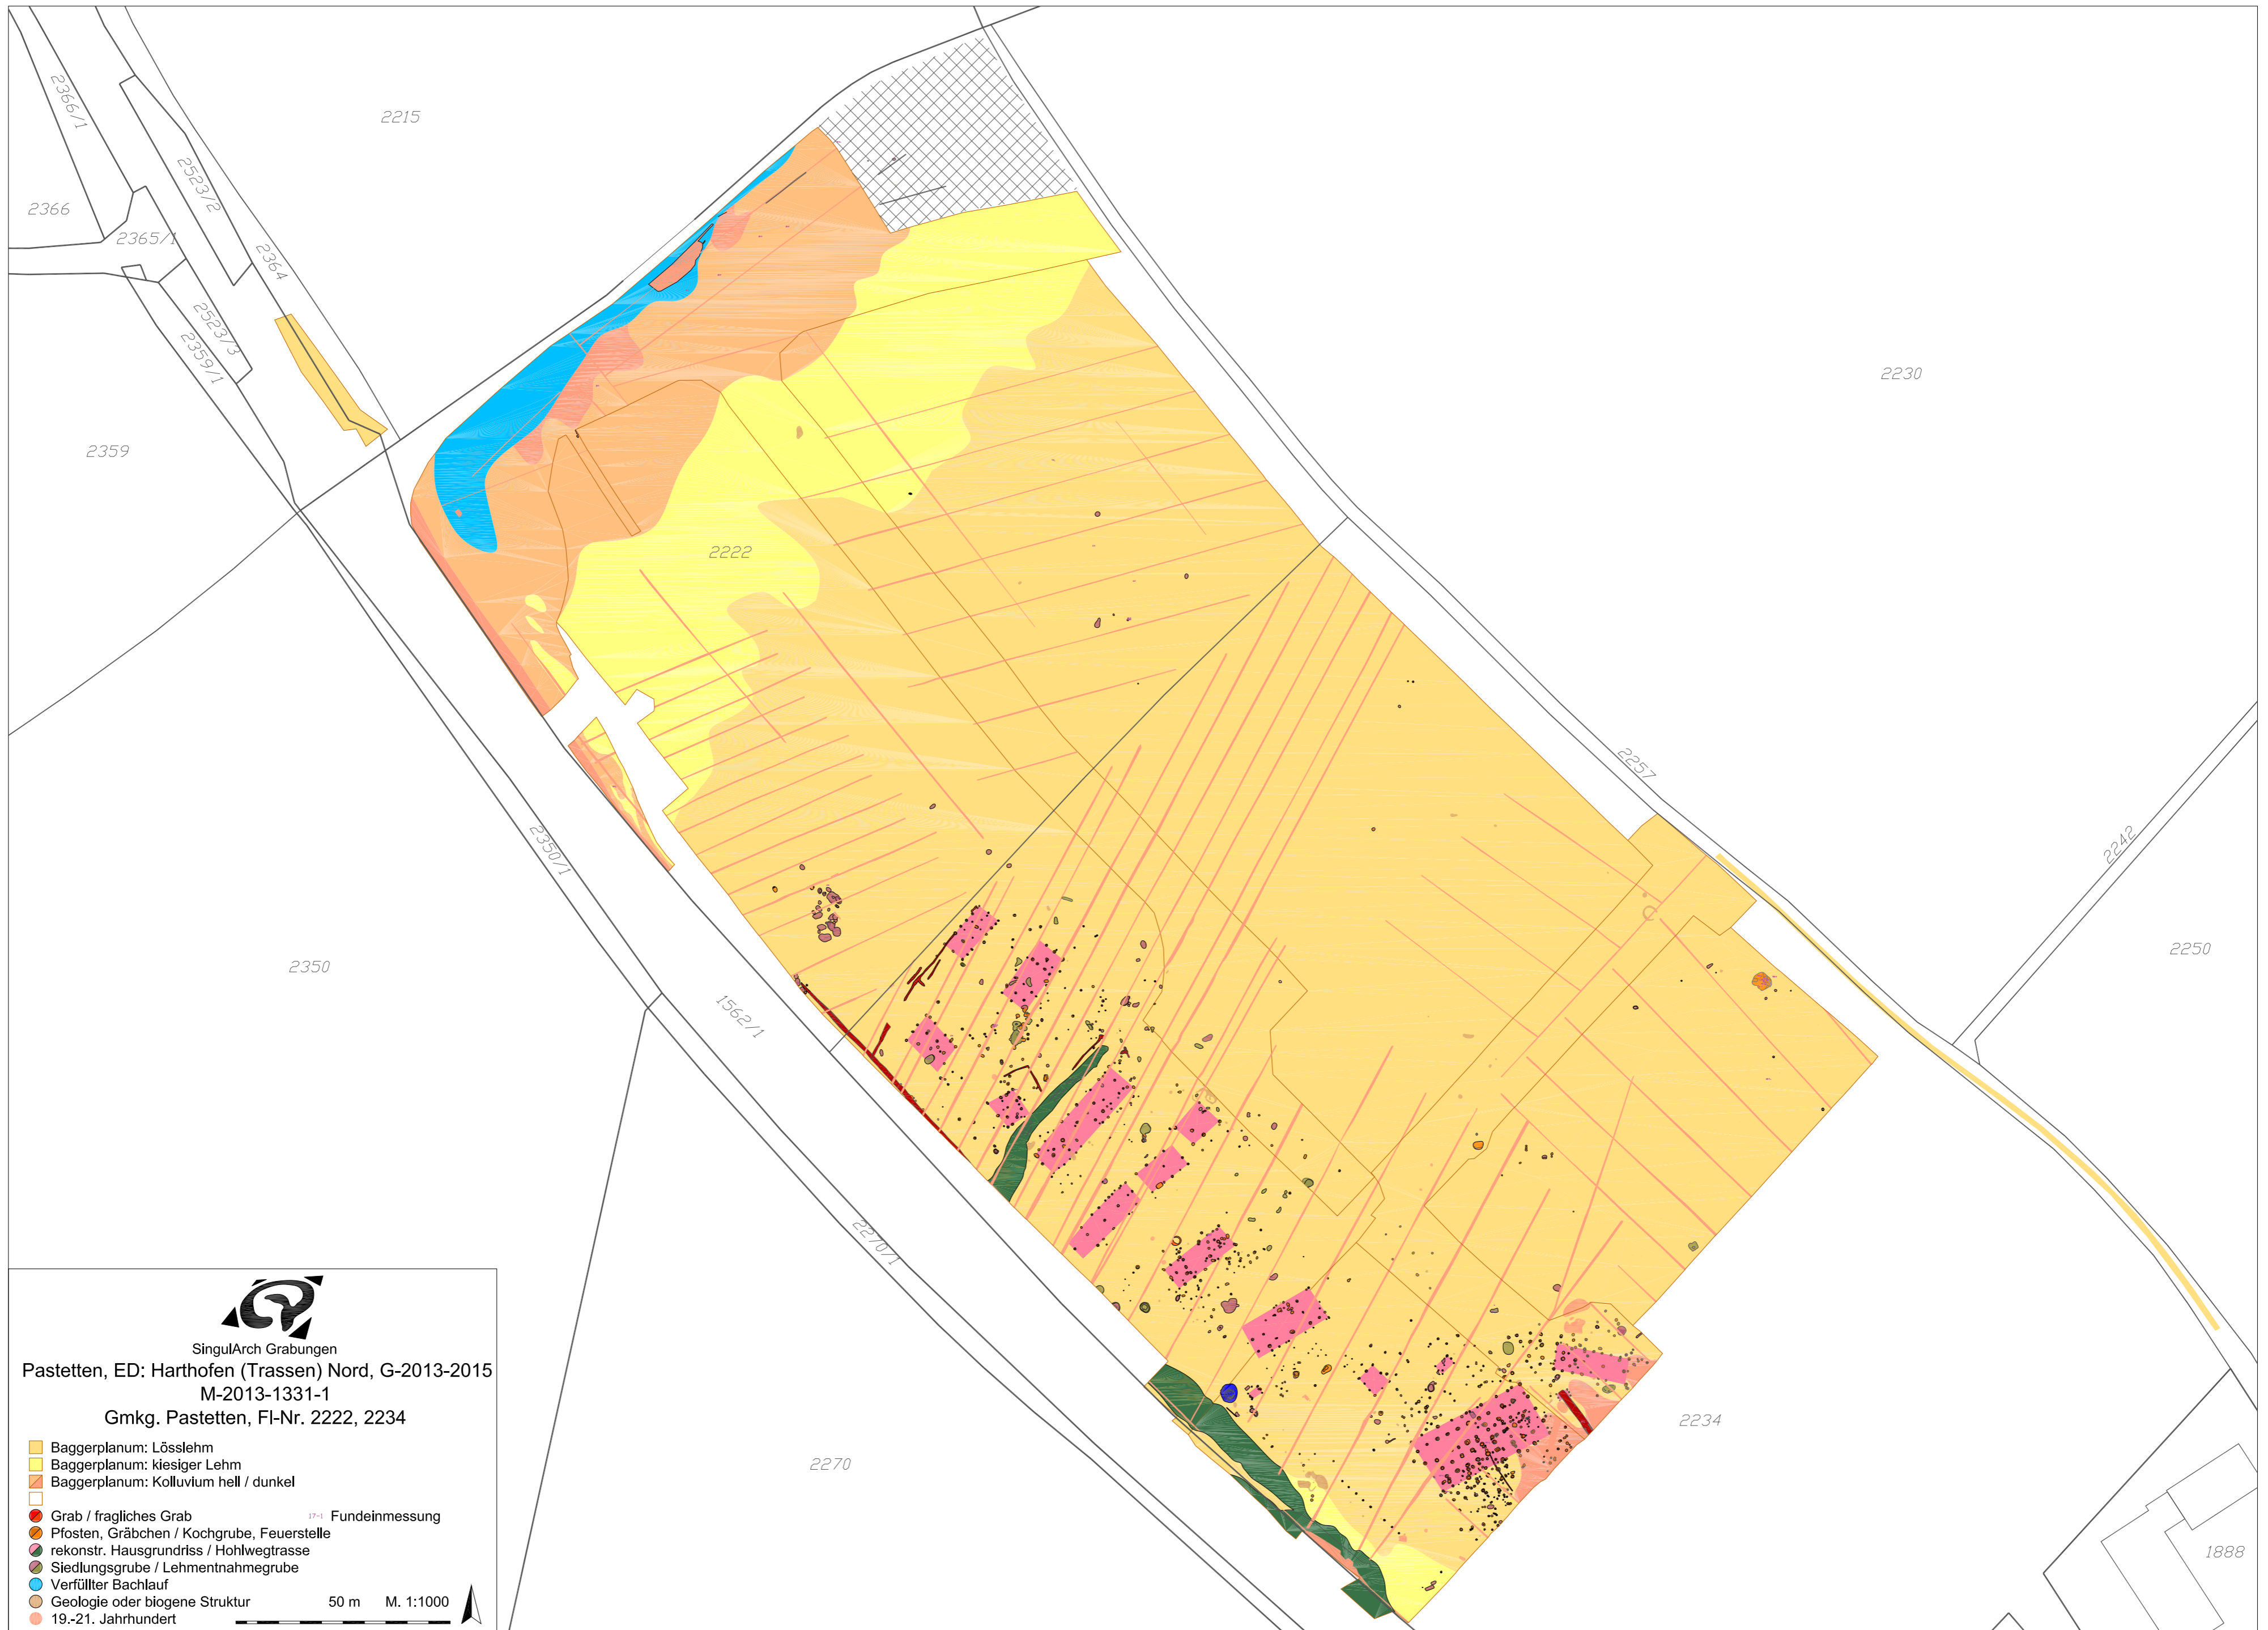 2366/1
2215
2523/2
2366
2365/1
2364
2523/3
2359/1
2230
2359
2222
2257
2242
2350/1
2250
2350
1562/1
2270/1
2234
2270
1888
SingulArch Grabungen
Pastetten, ED: Harthofen (Trassen) Nord, G-2013-2015
M-2013-1331-1
Gmkg. Pastetten, Fl-Nr. 2222, 2234
Baggerplanum: Lösslehm
Baggerplanum: kiesiger Lehm
Baggerplanum: Kolluvium hell / dunkel
Grab / fragliches Grab
17-1 Fundeinmessung
Pfosten, Gräbchen / Kochgrube, Feuerstelle
rekonstr. Hausgrundriss / Hohlwegtrasse
Siedlungsgrube / Lehmentnahmegrube
Verfüllter Bachlauf
Geologie oder biogene Struktur
50 m M. 1:1000
19.-21. Jahrhundert